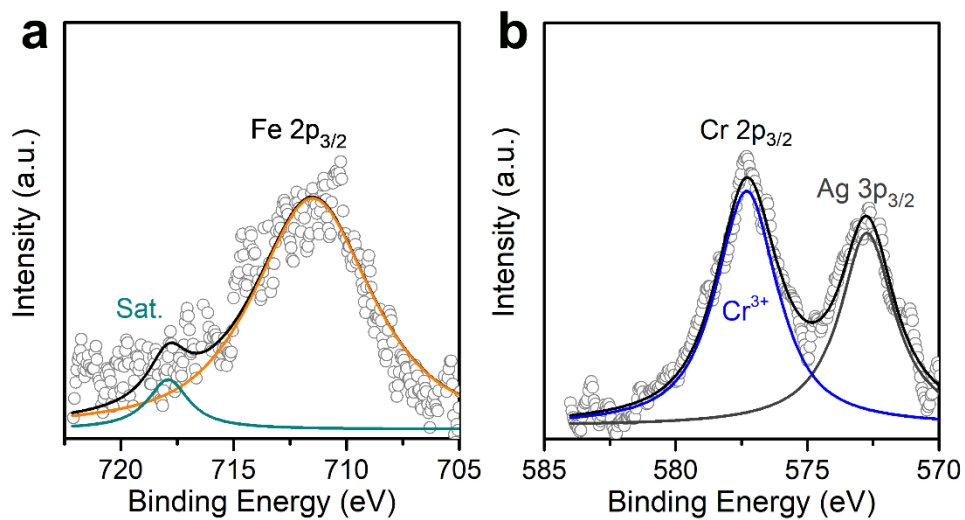 a
Fe 2p3/2
Sat.
Intensity (a.u.)
720 715 710 705
Binding Energy (eV)
b
Cr 2p3/2
Ag 3p3/2
Cr3+
Intensity (a.u.)
585 580 575 570
Binding Energy (eV)